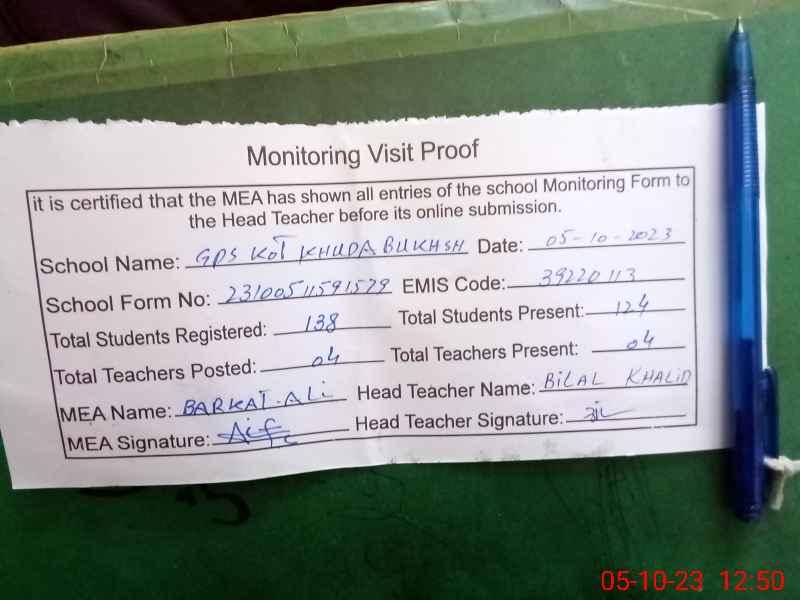 Monitoring Visit Proof
it is certified that the MEA has shown all entries of the school Monitoring Form to
the Head Teacher before its online submission.
School Name: GPS KOT KHUDA BUKHSH Date: 05-10-2023
School Form No: 23100511591529 EMIS Code: 39220113
Total Students Registered: 138 Total Students Present: 124
Total Teachers Posted: 04 Total Teachers Present: 04
MEA Name: BARKAT ALi Head Teacher Name: BILAL KHALID
MEA Signature: Head Teacher Signature:
05-10-23 12:50